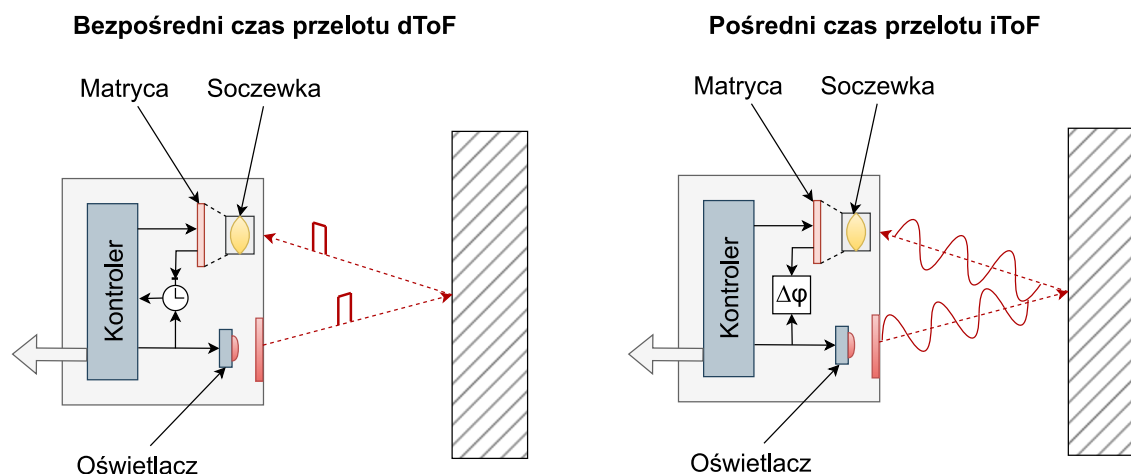 Bezpośredni czas przelotu dToF
Matryca
Soczewka
Kontroler
Oświetlacz
Pośredni czas przelotu iToF
Matryca
Soczewka
Kontroler
Δφ
Oświetlacz